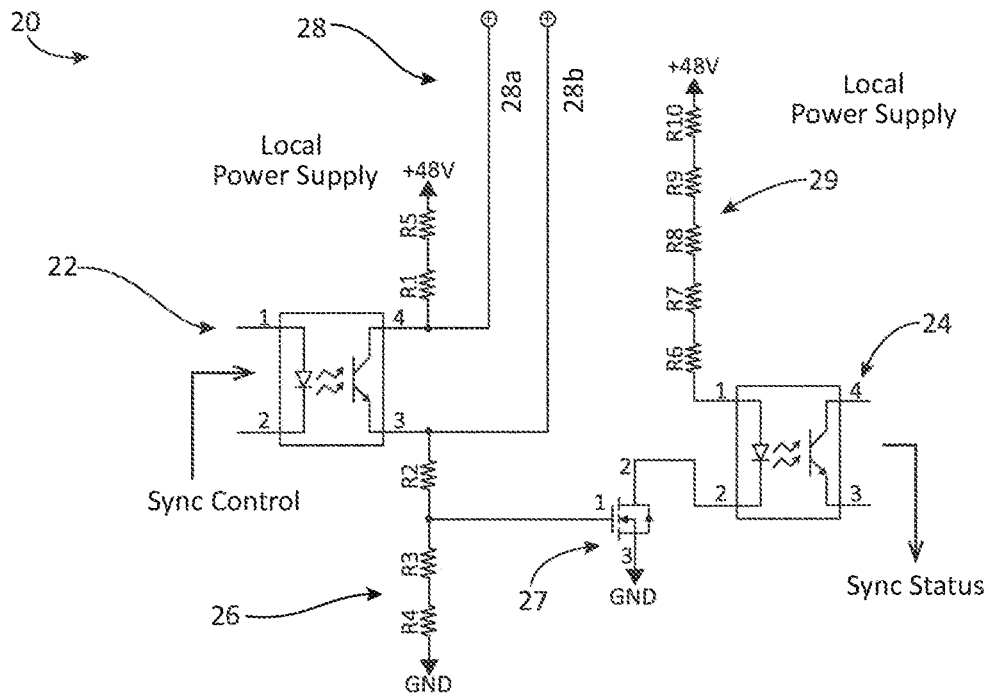 20
28
28a
28b
Local
Power Supply
+48V
R5
R1
+48V
Local
Power Supply
R10
R9
R8
R7
R6
29
22
1
4
2
3
Sync Control
24
1
4
2
3
R2
R3
R4
26
GND
1
2
3
27
GND
Sync Status